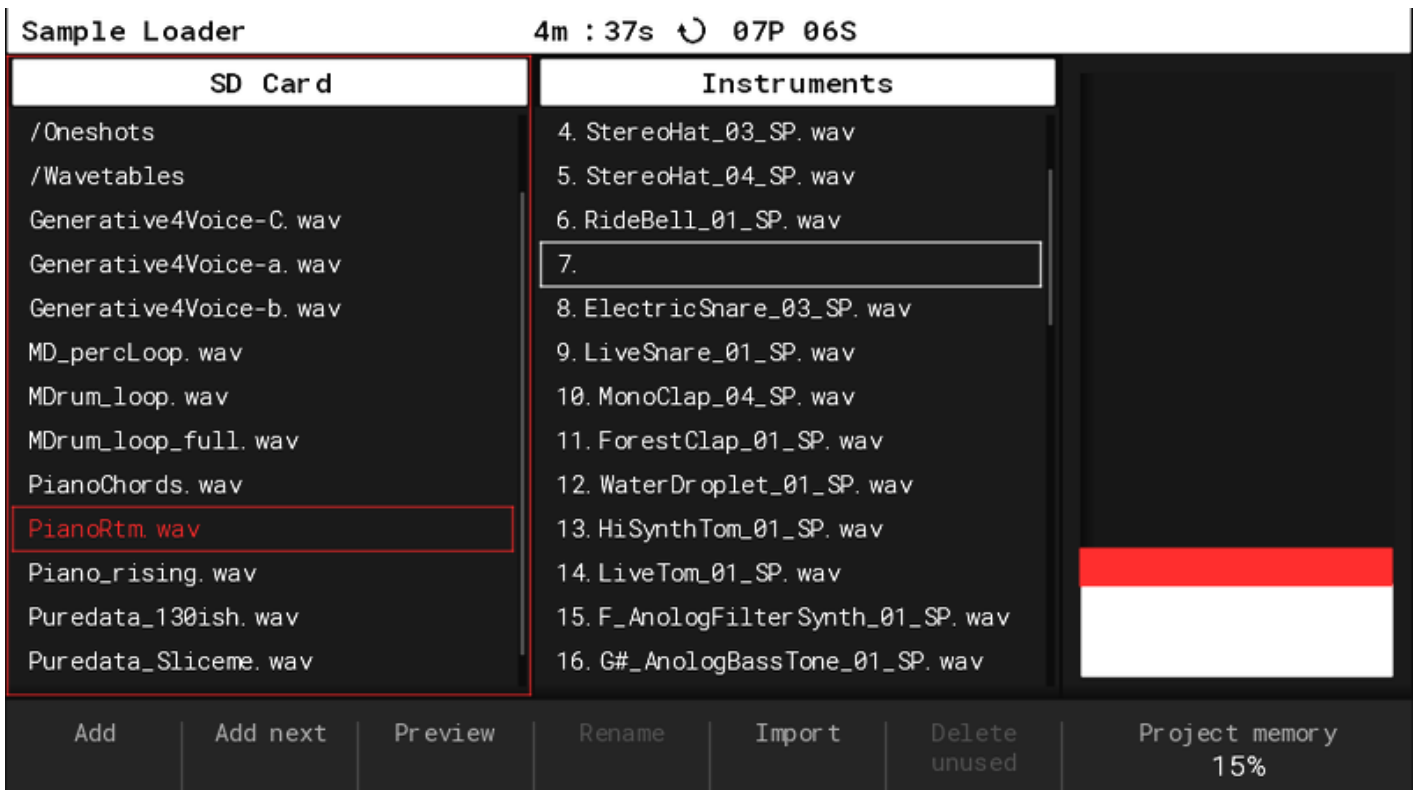 Sample Loader
4m :37s 07P 06S
SD Card
/Oneshots
/Wavetables
Generative4Voice-C.wav
Generative4Voice-a.wav
Generative4Voice-b.wav
MD_percLoop.wav
MDrum_loop.wav
MDrum_loop_full.wav
PianoChords.wav
PianoRtm.wav
Piano_rising.wav
Puredata_130ish.wav
Puredata_Sliceme.wav
Instruments
4. StereoHat_03_SP.wav
5. StereoHat_04_SP.wav
6. RideBell_01_SP.wav
7.
8. ElectricSnare_03_SP.wav
9. LiveSnare_01_SP.wav
10. MonoClap_04_SP.wav
11. ForestClap_01_SP.wav
12. WaterDroplet_01_SP.wav
13. HiSynthTom_01_SP.wav
14. LiveTom_01_SP.wav
15. F_AnologFilterSynth_01_SP.wav
16. G#_AnologBassTone_01_SP.wav
Add
Add next
Preview
Rename
Import
Delete
unused
Project memory
15%